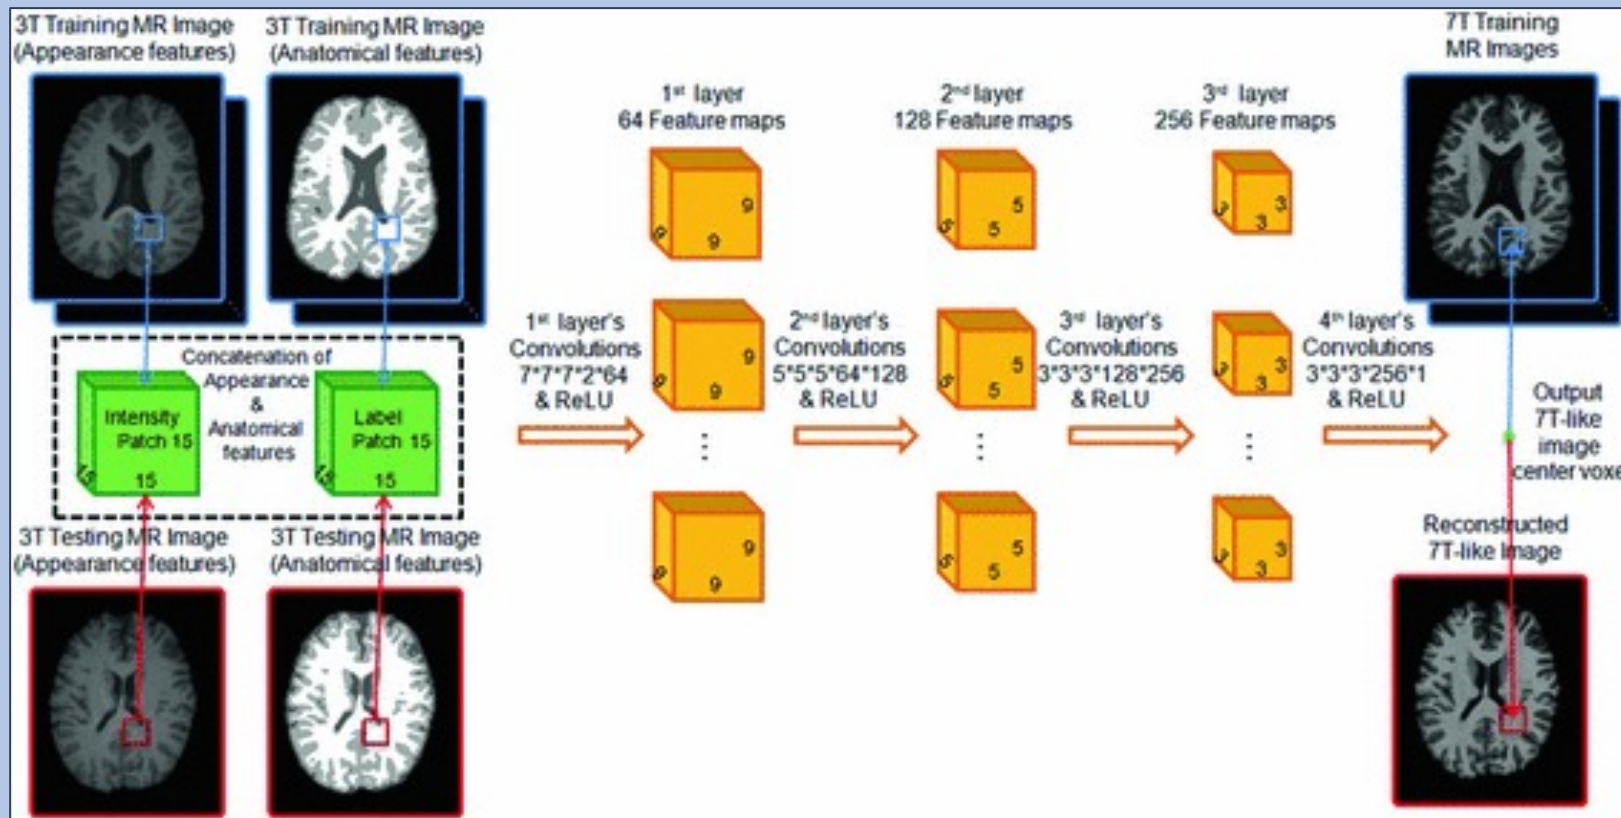 3T Training MR Image
(Appearance features)
3T Training MR Image
(Anatomical features)
7T Training
MR Images
1st layer
64 Feature maps
2nd layer
128 Feature maps
3rd layer
256 Feature maps
9
9
9
5
5
5
3
3
3
Concatenation of
Appearance
&
Anatomical
features
Intensity
Patch 15
15
15
Label
Patch 15
15
15
1st layer's
Convolutions
7*7*7*2*64
& ReLU
9
9
9
2nd layer's
Convolutions
5*5*5*64*128
& ReLU
5
5
5
3rd layer's
Convolutions
3*3*3*128*256
& ReLU
3
3
3
4th layer's
Convolutions
3*3*3*256*1
& ReLU
Output
7T-like
image
center voxel
⋮
⋮
⋮
9
9
9
5
5
5
3
3
3
3T Testing MR Image
(Appearance features)
3T Testing MR Image
(Anatomical features)
Reconstructed
7T-like Image